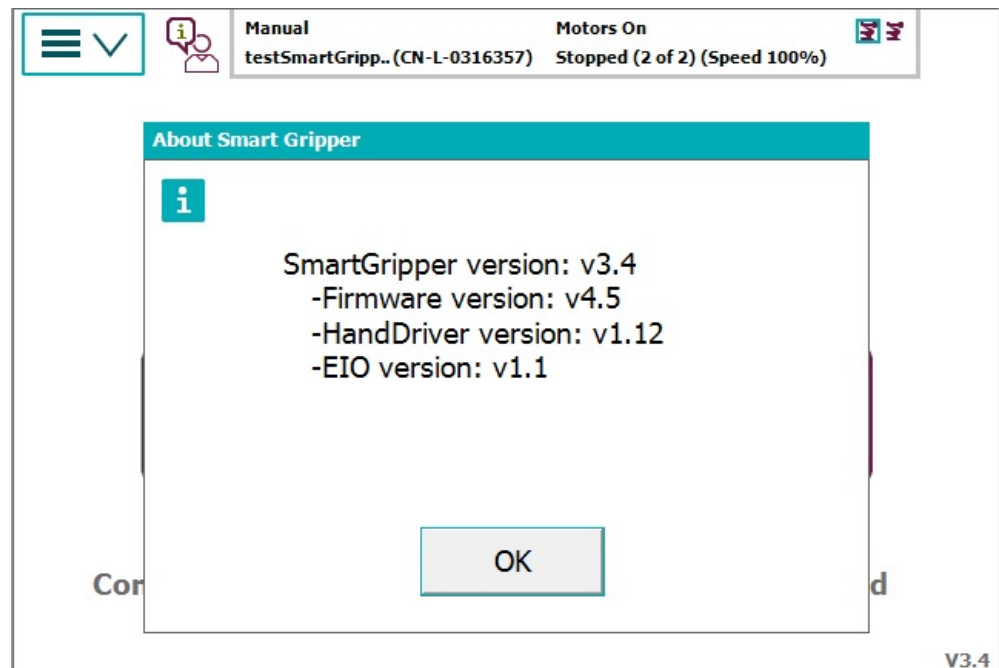 Manual
Motors On
testSmartGripp..(CN-L-0316357)
Stopped (2 of 2) (Speed 100%)
About Smart Gripper
i
SmartGripper version: v3.4
-Firmware version: v4.5
-HandDriver version: v1.12
-EIO version: v1.1
OK
V3.4